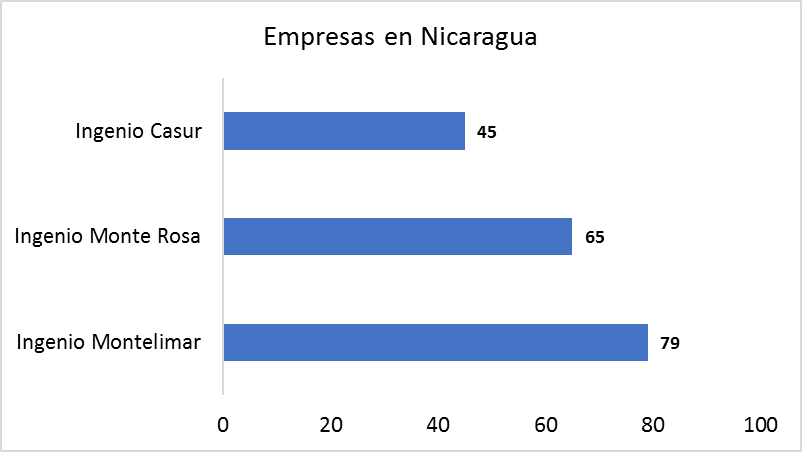 Empresas en Nicaragua
Ingenio Casur 45
Ingenio Monte Rosa 65
Ingenio Montelimar 79
0 20 40 60 80 100